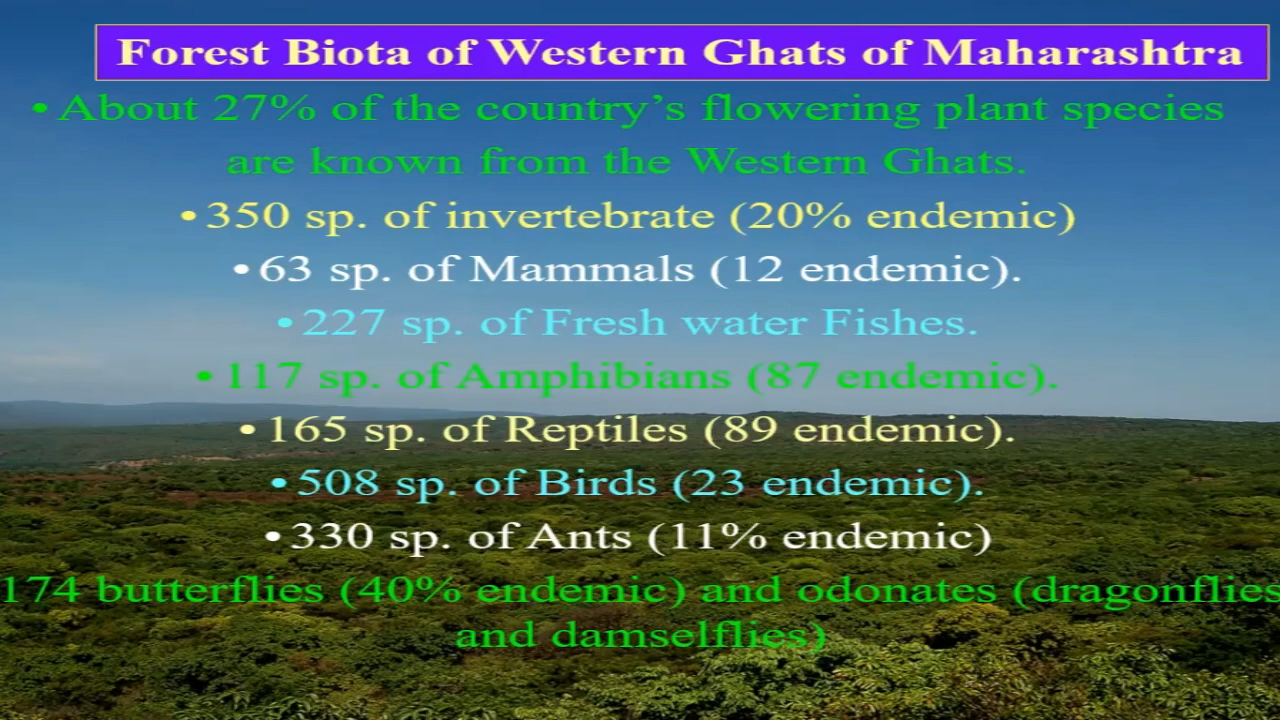 Forest Biota of Western Ghats of Maharashtra
• About 27% of the country’s flowering plant species
are known from the Western Ghats.
• 350 sp. of invertebrate (20% endemic)
• 63 sp. of Mammals (12 endemic).
• 227 sp. of Fresh water Fishes.
• 117 sp. of Amphibians (87 endemic).
• 165 sp. of Reptiles (89 endemic).
• 508 sp. of Birds (23 endemic).
• 330 sp. of Ants (11% endemic)
174 butterflies (40% endemic) and odonates (dragonflies
and damselflies)